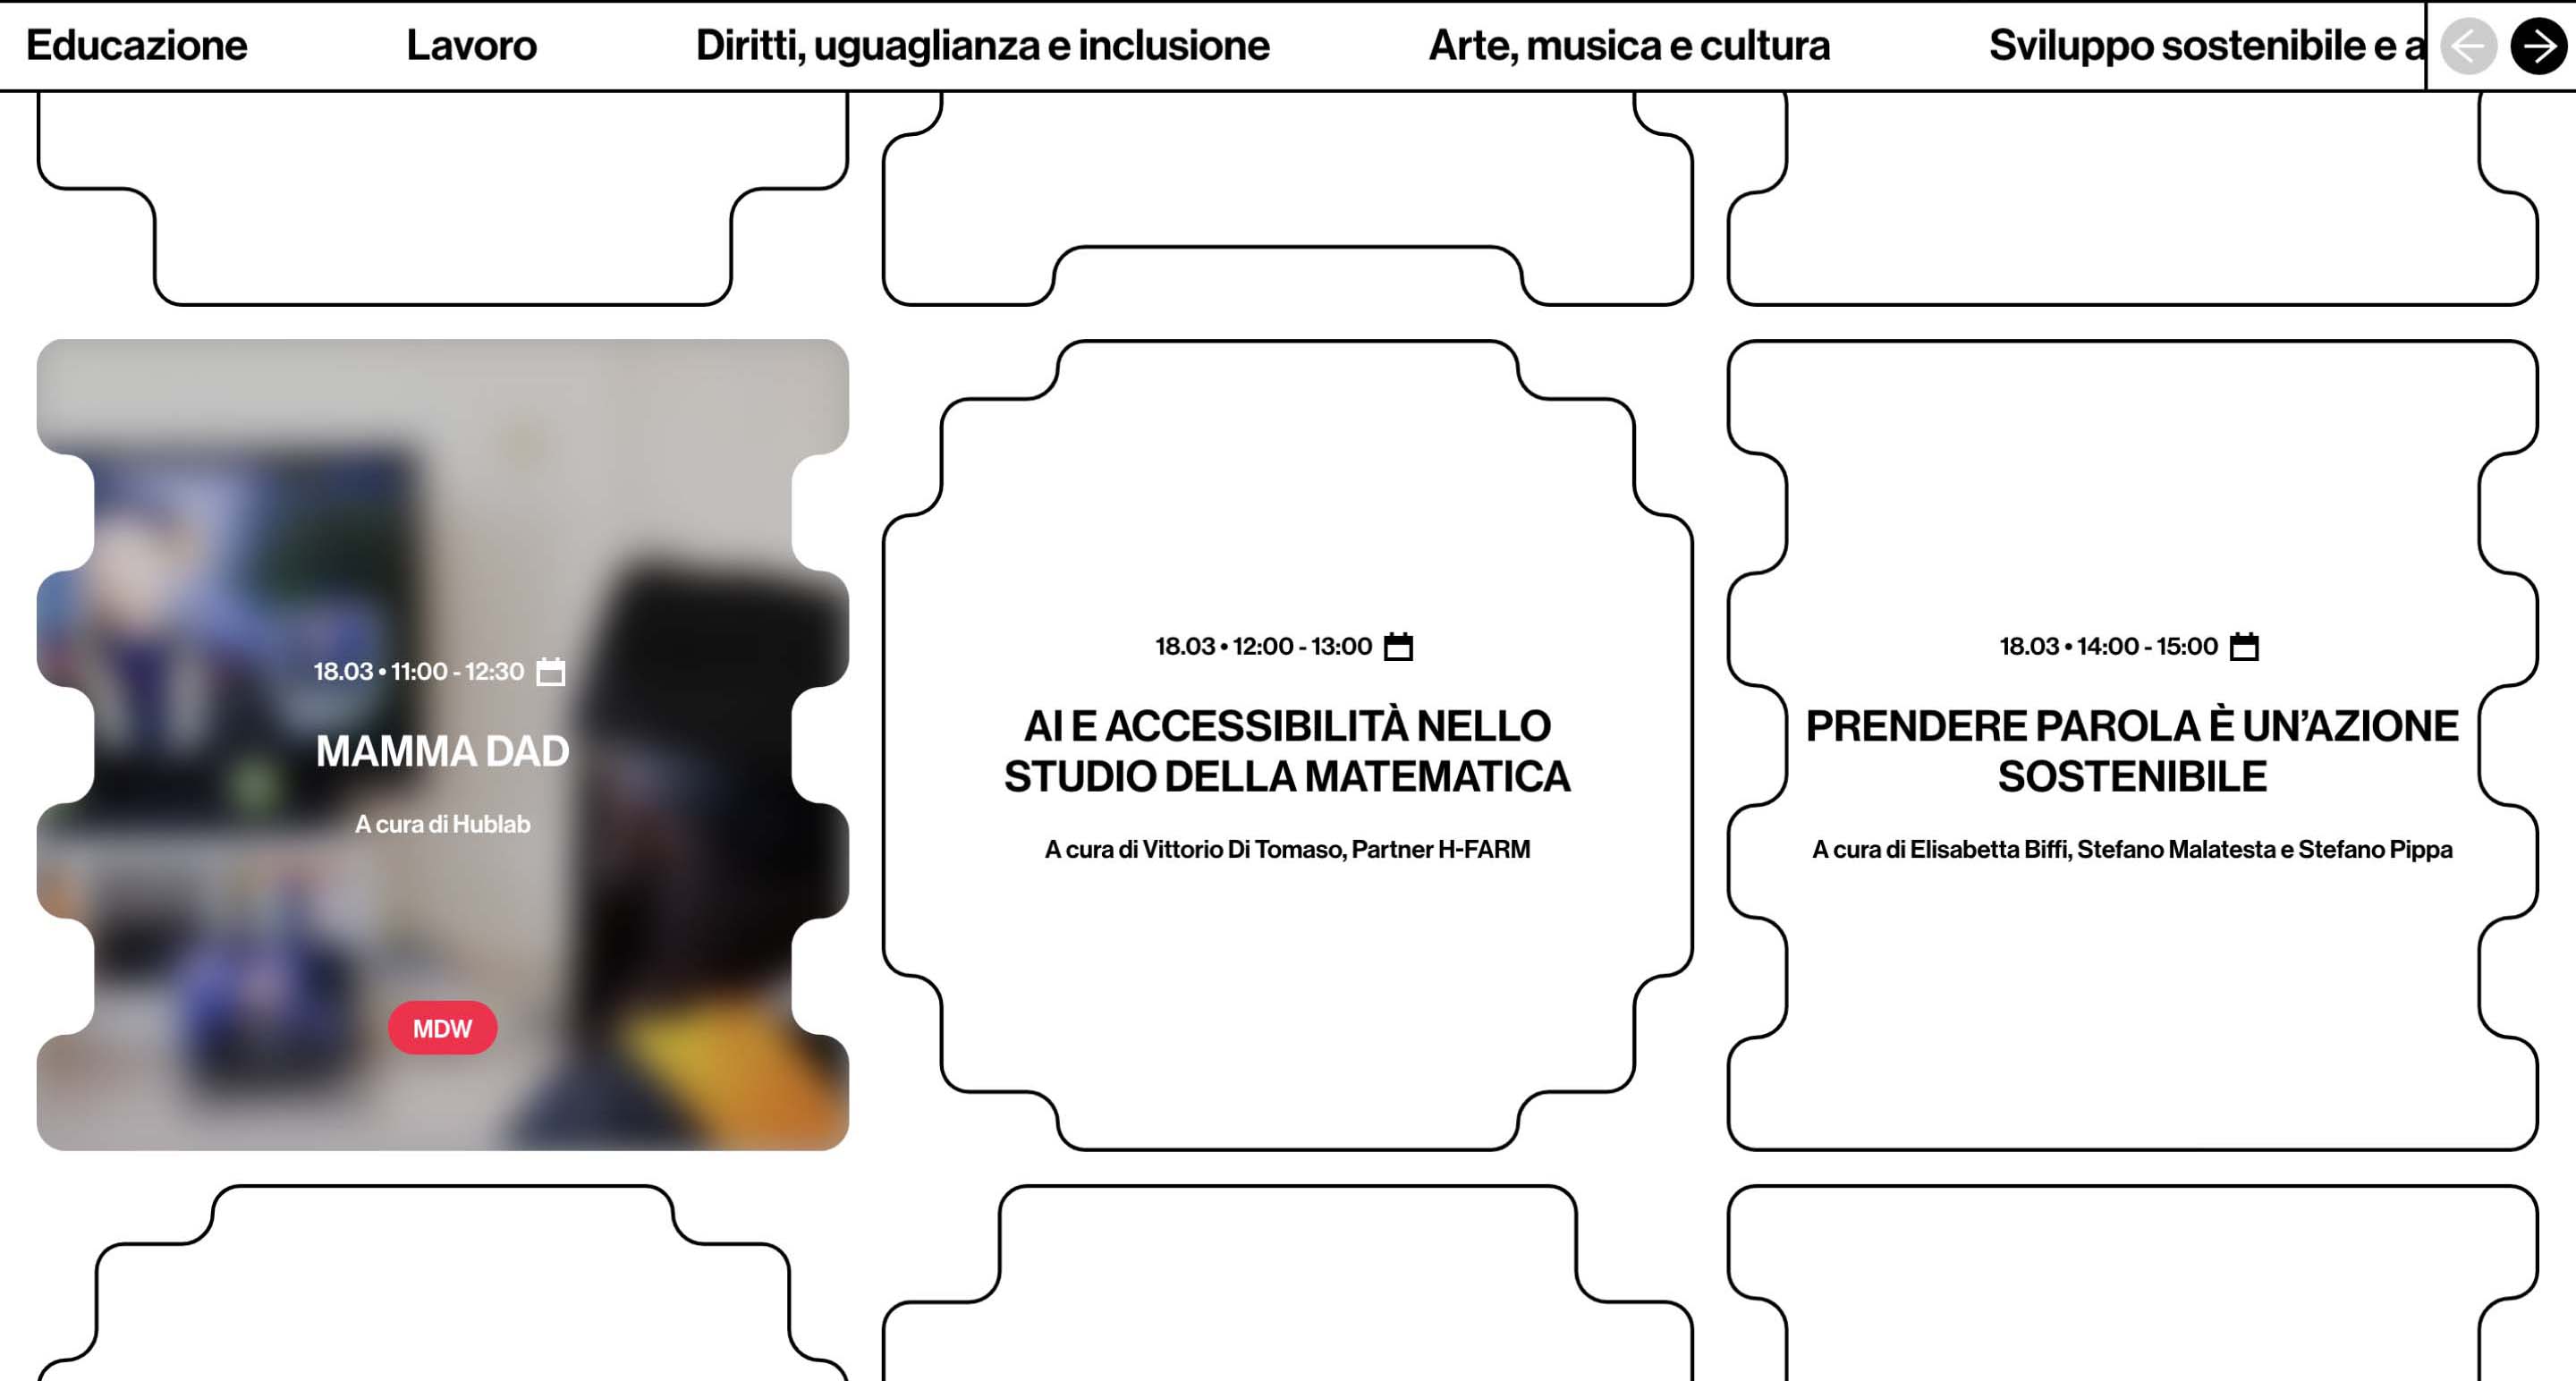 Educazione
Lavoro
Diritti, uguaglianza e inclusione
Arte, musica e cultura
Sviluppo sostenibile e a
18.03 • 11:00 - 12:30
MAMMA DAD
A cura di Hublab
MDW
18.03 • 12:00 - 13:00
AI E ACCESSIBILITÀ NELLO
STUDIO DELLA MATEMATICA
A cura di Vittorio Di Tomaso, Partner H-FARM
18.03 • 14:00 - 15:00
PRENDERE PAROLA È UN’AZIONE
SOSTENIBILE
A cura di Elisabetta Biffi, Stefano Malatesta e Stefano Pippa